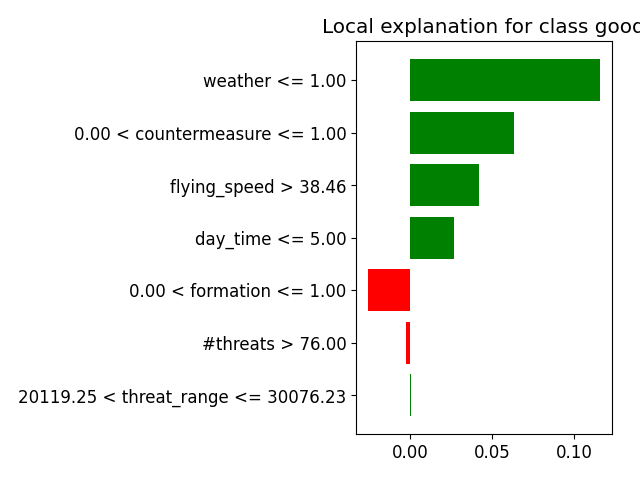 Local explanation for class good
weather <= 1.00
0.00 < countermeasure <= 1.00
flying_speed > 38.46
day_time <= 5.00
0.00 < formation <= 1.00
#threats > 76.00
20119.25 < threat_range <= 30076.23
0.00 0.05 0.10